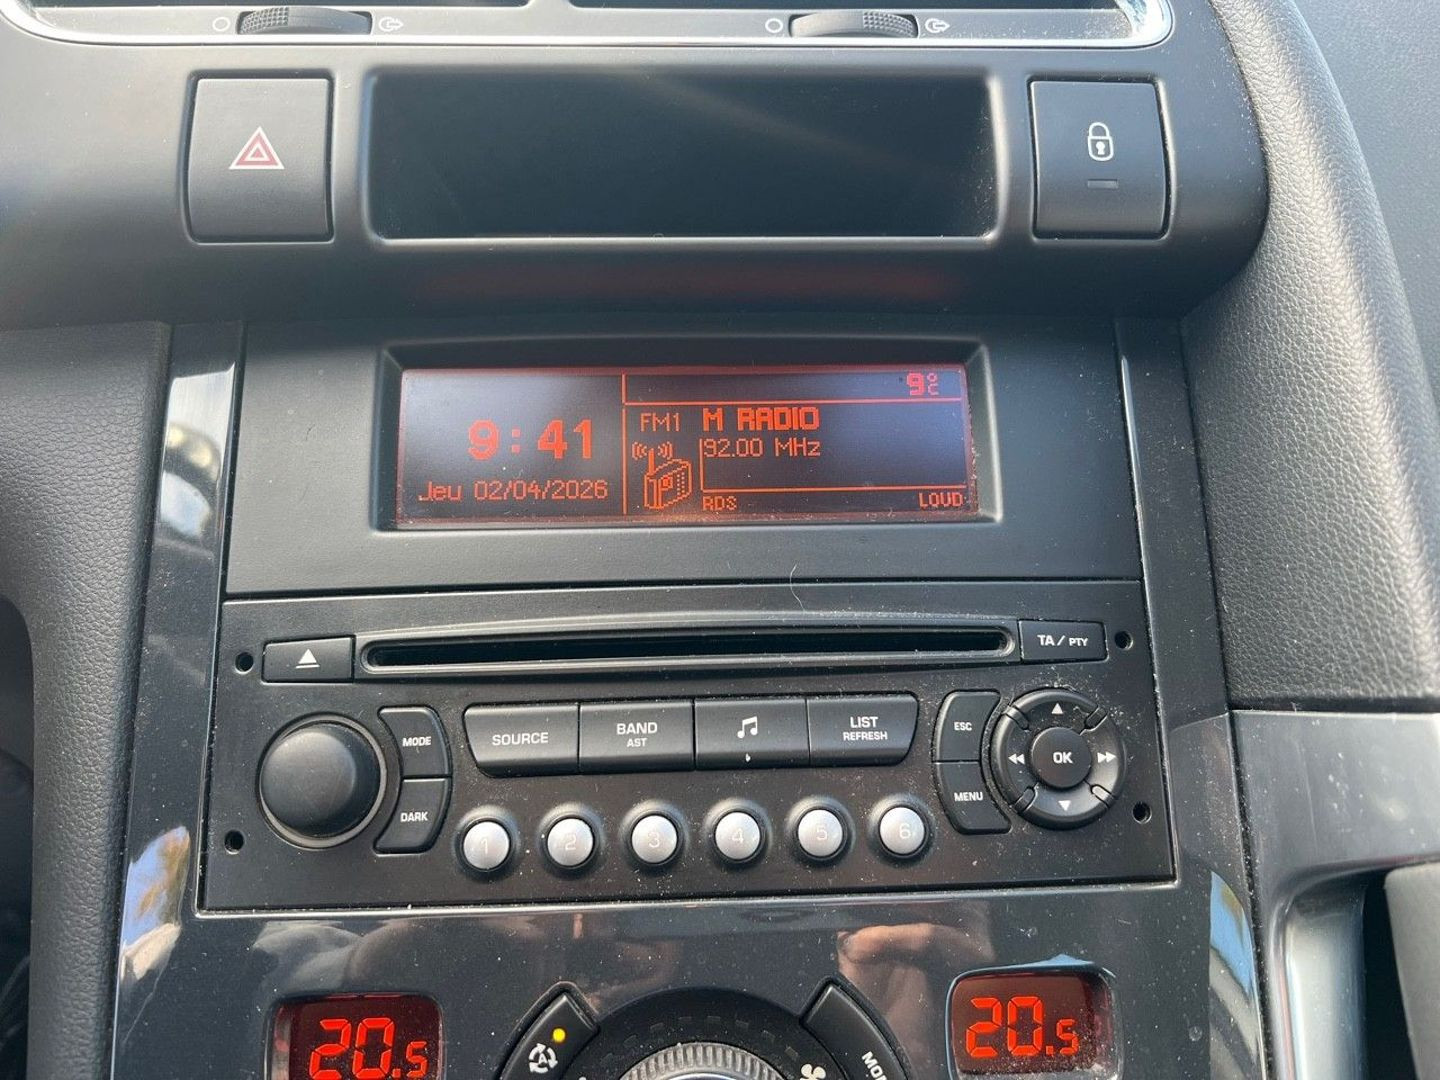 9°C
9:41
FM1 M RADIO
92.00 MHz
Jeu 02/04/2026
RDS LOUD
TA / PTY
MODE
SOURCE
BAND
AST
LIST
REFRESH
ESC
OK
DARK
MENU
1 2 3 4 5 6
20.5
A
MON
20.5